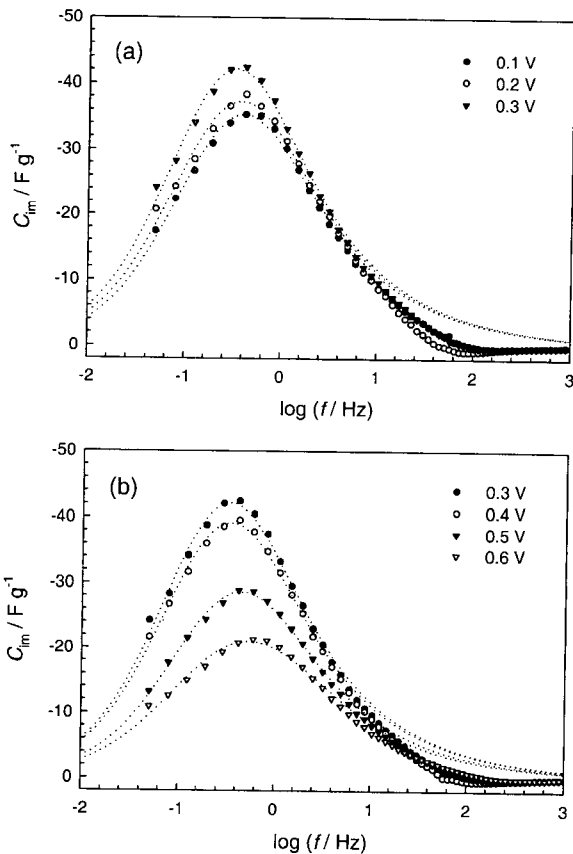 (a)
0.1 V
0.2 V
0.3 V
-50
-40
-30
-20
-10
0
C_im / F g⁻¹
-2 -1 0 1 2 3
log (f / Hz)
(b)
0.3 V
0.4 V
0.5 V
0.6 V
-50
-40
-30
-20
-10
0
C_im / F g⁻¹
-2 -1 0 1 2 3
log (f / Hz)